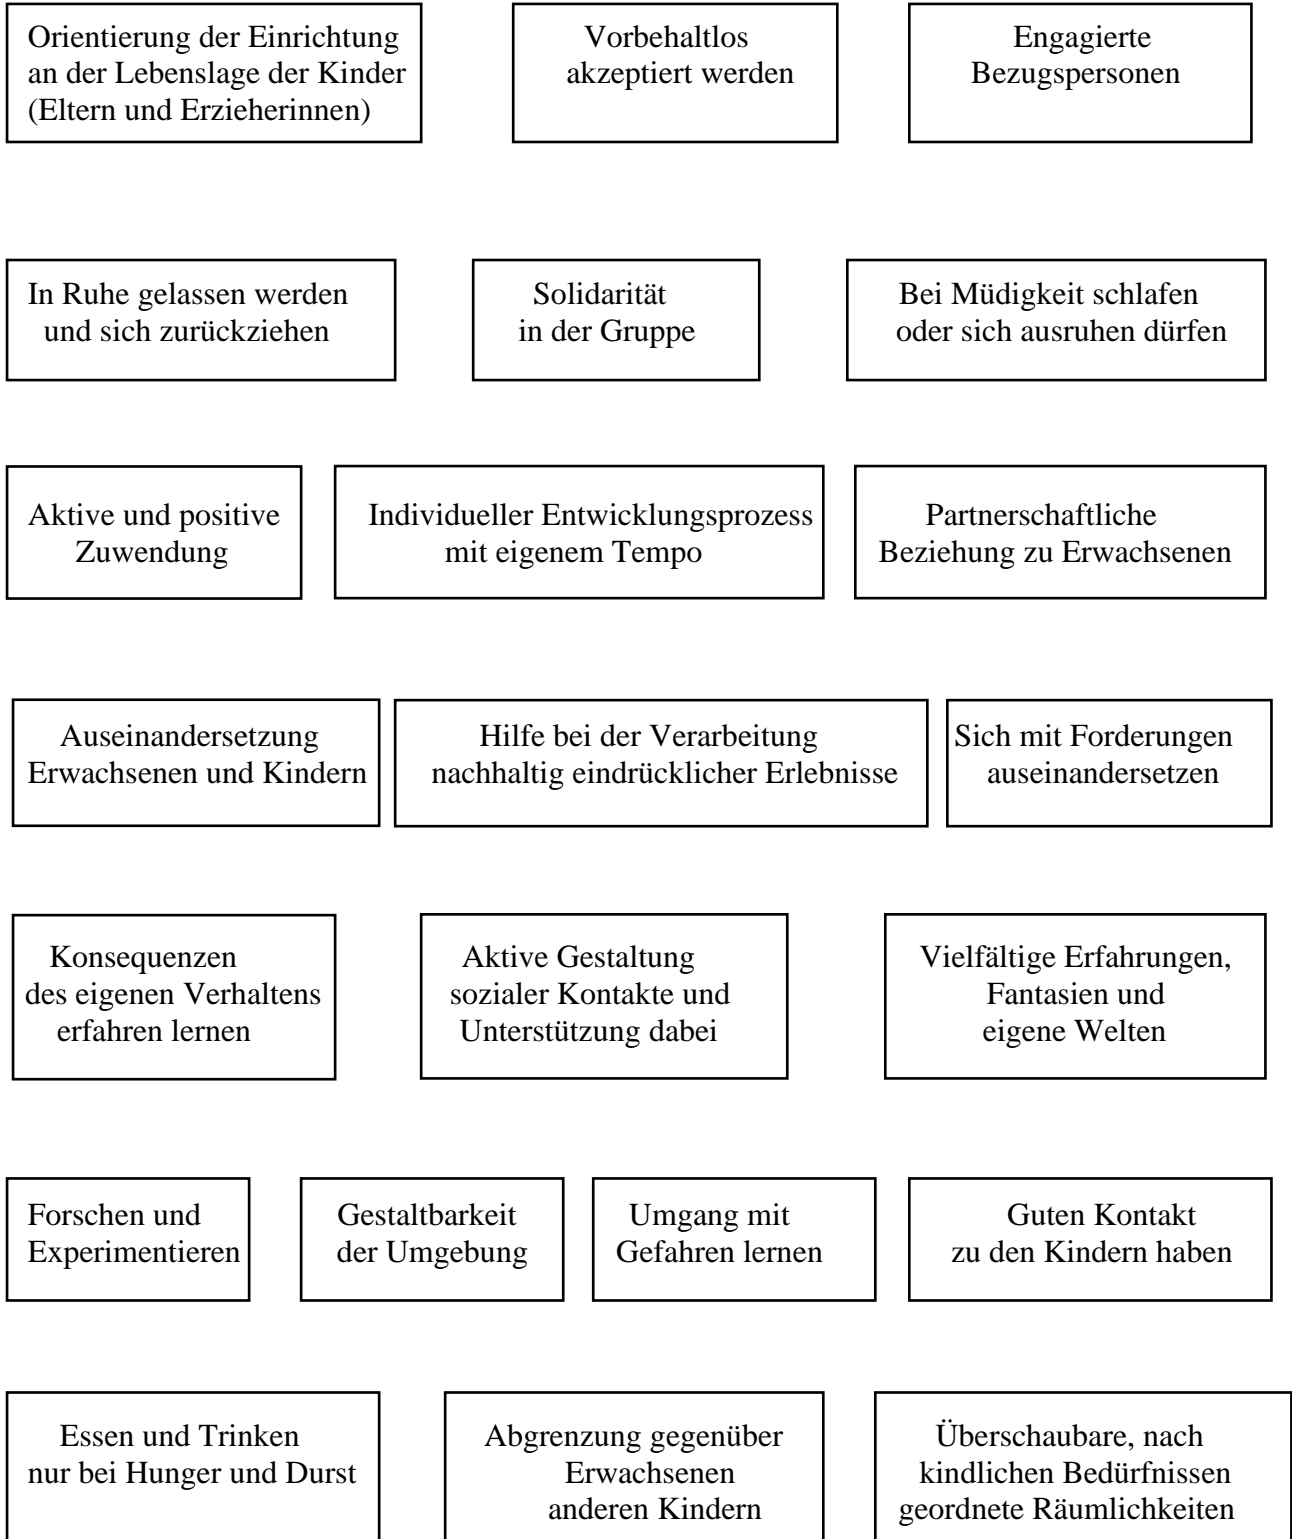 Orientierung der Einrichtung
an der Lebenslage der Kinder
(Eltern und Erzieherinnen)
Vorbehaltlos
akzeptiert werden
Engagierte
Bezugspersonen
In Ruhe gelassen werden
und sich zurückziehen
Solidarität
in der Gruppe
Bei Müdigkeit schlafen
oder sich ausruhen dürfen
Aktive und positive
Zuwendung
Individueller Entwicklungsprozess
mit eigenem Tempo
Partnerschaftliche
Beziehung zu Erwachsenen
Auseinandersetzung
Erwachsenen und Kindern
Hilfe bei der Verarbeitung
nachhaltig eindrücklicher Erlebnisse
Sich mit Forderungen
auseinandersetzen
Konsequenzen
des eigenen Verhaltens
erfahren lernen
Aktive Gestaltung
sozialer Kontakte und
Unterstützung dabei
Vielfältige Erfahrungen,
Fantasien und
eigene Welten
Forschen und
Experimentieren
Gestaltbarkeit
der Umgebung
Umgang mit
Gefahren lernen
Guten Kontakt
zu den Kindern haben
Essen und Trinken
nur bei Hunger und Durst
Abgrenzung gegenüber
Erwachsenen
anderen Kindern
Überschaubare, nach
kindlichen Bedürfnissen
geordnete Räumlichkeiten